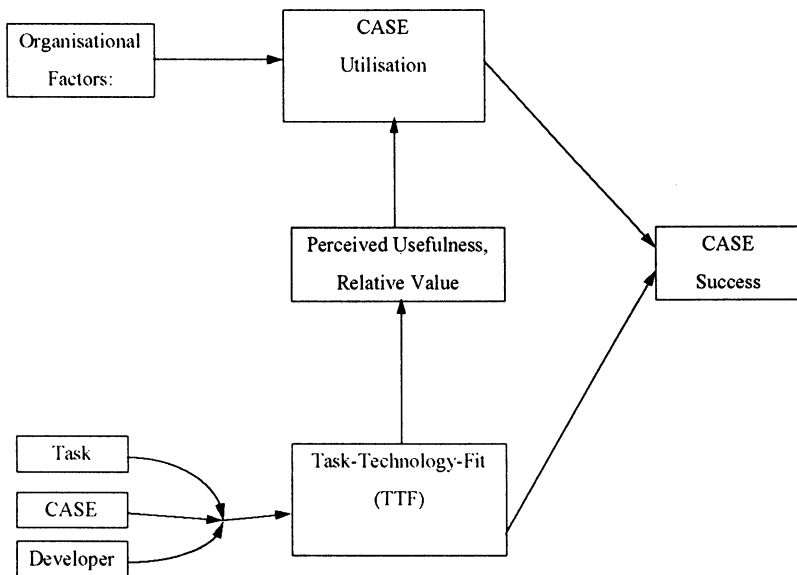 Organisational
Factors:
CASE
Utilisation
Perceived Usefulness,
Relative Value
CASE
Success
Task
CASE
Developer
Task-Technology-Fit
(TTF)